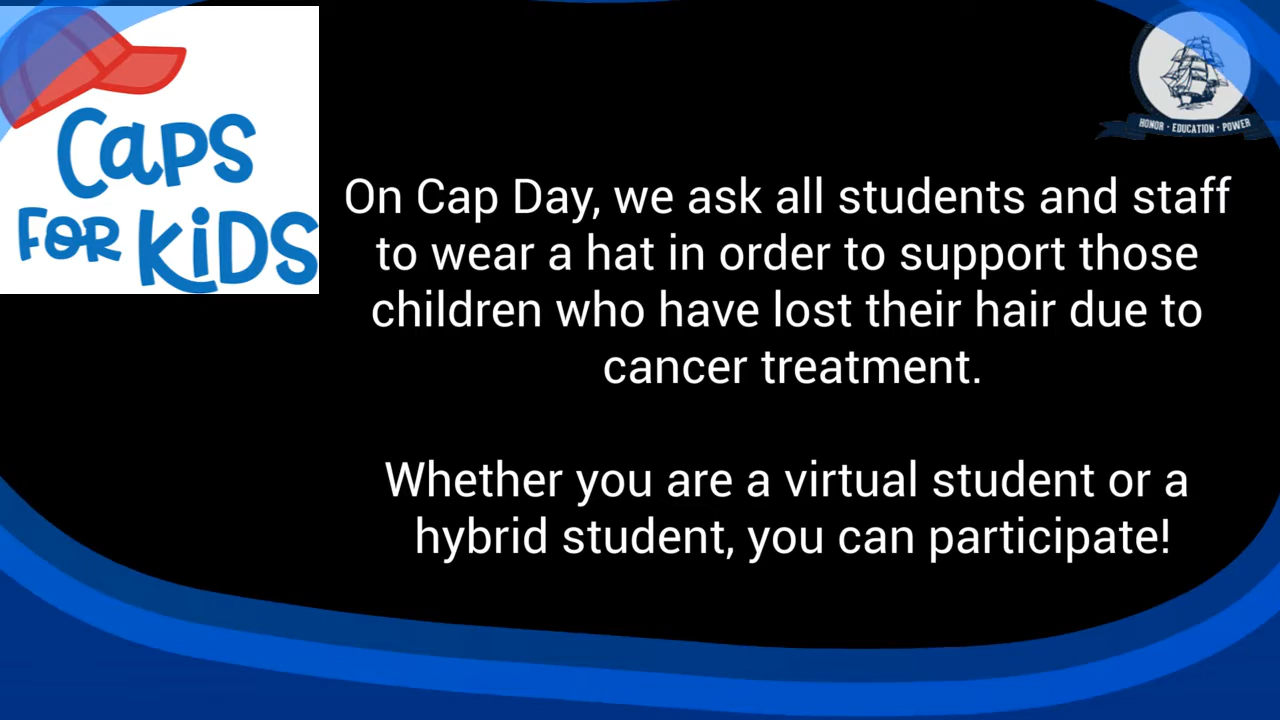 Caps
FOR KiDS
HONOR · EDUCATION · POWER
On Cap Day, we ask all students and staff
to wear a hat in order to support those
children who have lost their hair due to
cancer treatment.
Whether you are a virtual student or a
hybrid student, you can participate!